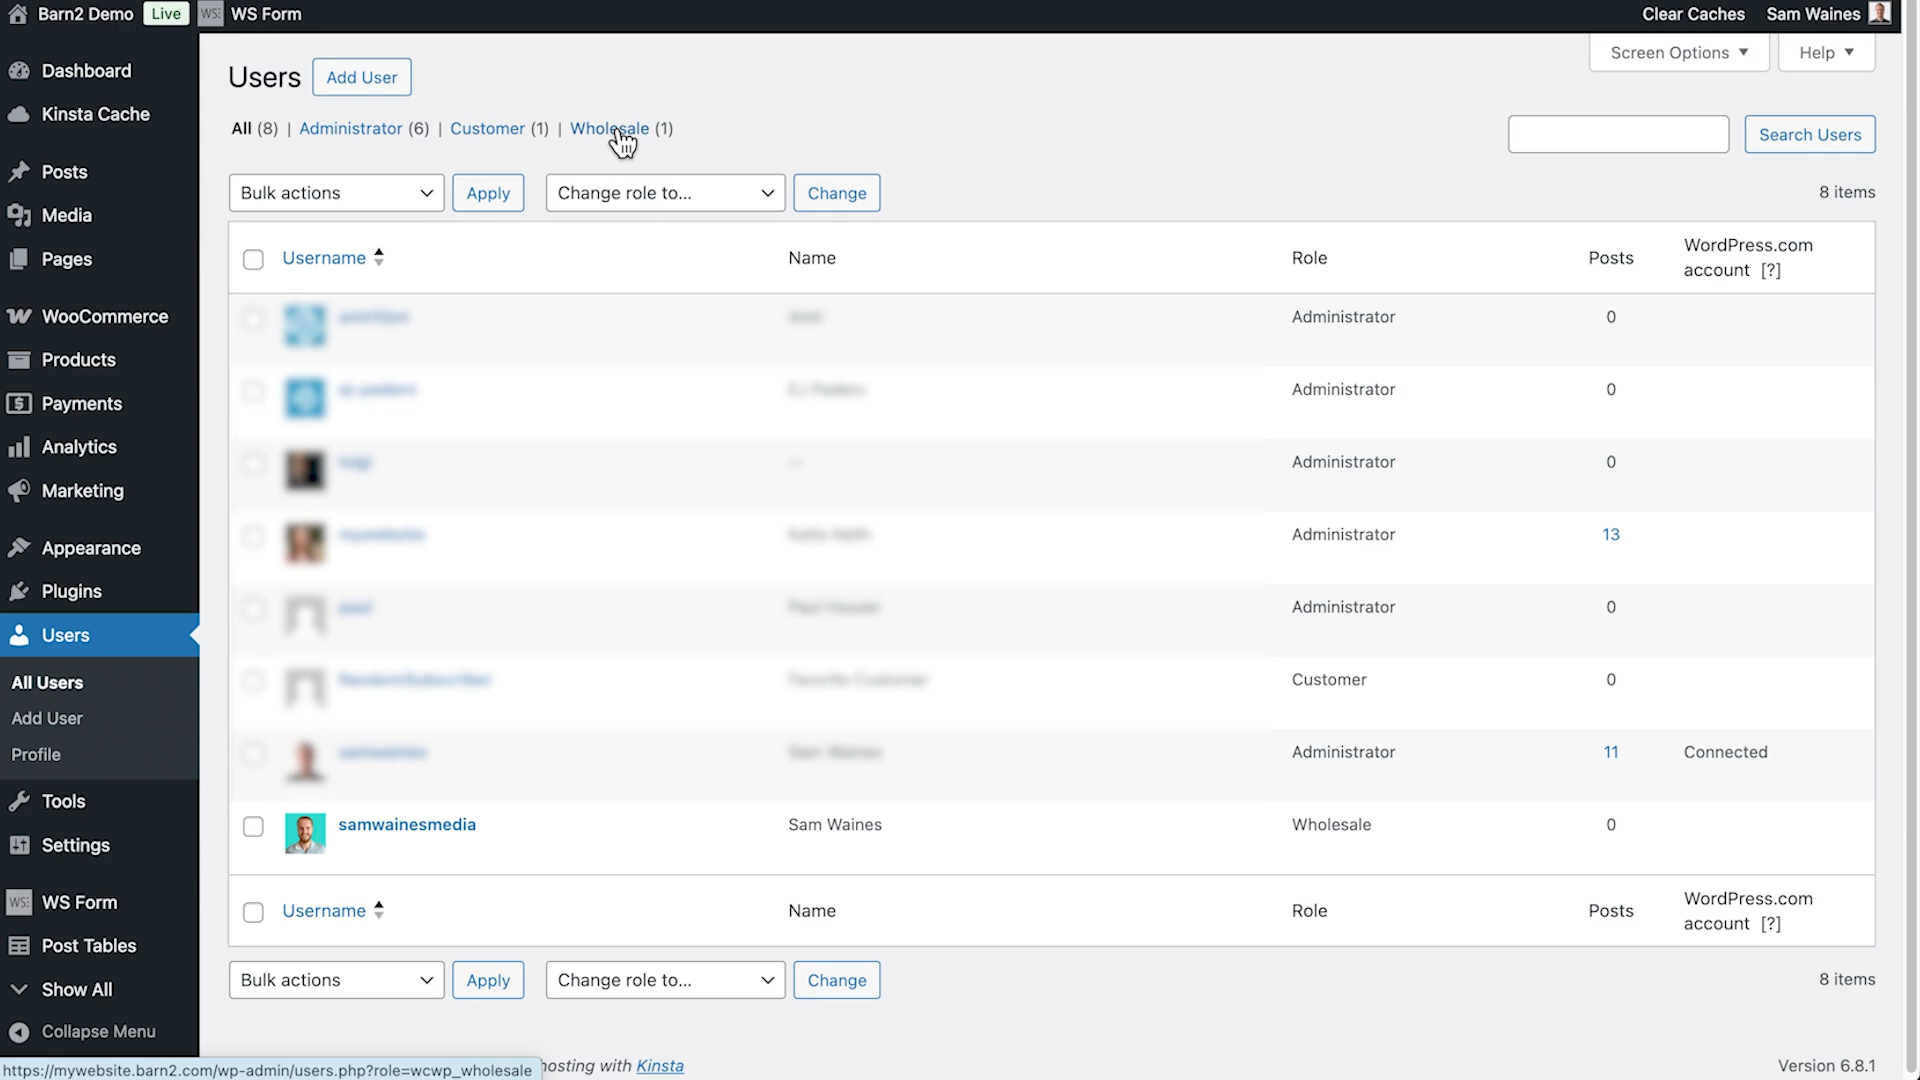 Barn2 Demo Live WS Form
Clear Caches Sam Waines
Dashboard
Kinsta Cache
Posts
Media
Pages
WooCommerce
Products
Payments
Analytics
Marketing
Appearance
Plugins
Users
All Users
Add User
Profile
Tools
Settings
WS Form
Post Tables
Show All
Collapse Menu
Screen Options Help
Users Add User
All (8) | Administrator (6) | Customer (1) | Wholesale (1)
Search Users
Bulk actions Apply Change role to... Change 8 items
Username Name Role Posts WordPress.com account [?]
Administrator 0
Administrator 0
Administrator 0
Administrator 13
Administrator 0
Customer 0
Administrator 11 Connected
samwainesmedia Sam Waines Wholesale 0
Username Name Role Posts WordPress.com account [?]
Bulk actions Apply Change role to... Change 8 items
hosting with Kinsta
Version 6.8.1
https://mywebsite.barn2.com/wp-admin/users.php?role=wcwp_wholesale